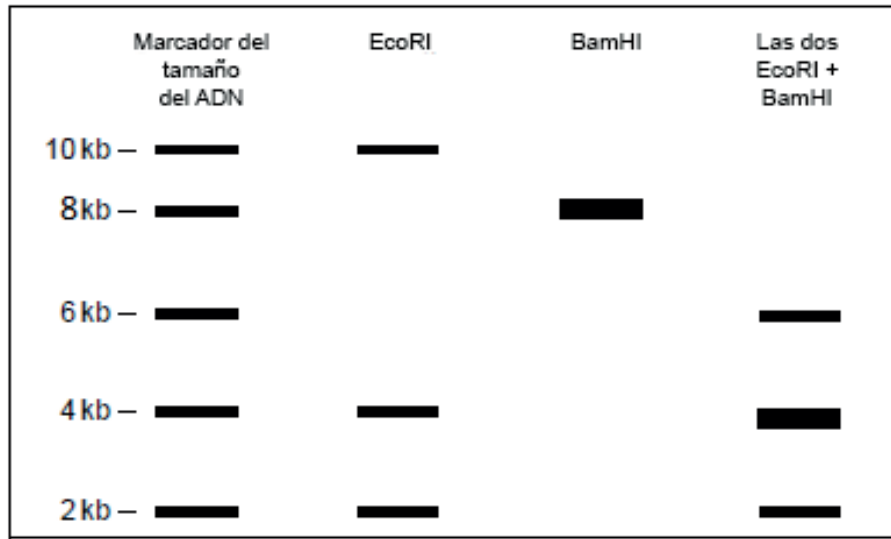 Marcador del
tamaño
del ADN
EcoRI
BamHI
Las dos
EcoRI +
BamHI
10 kb
8 kb
6 kb
4 kb
2 kb